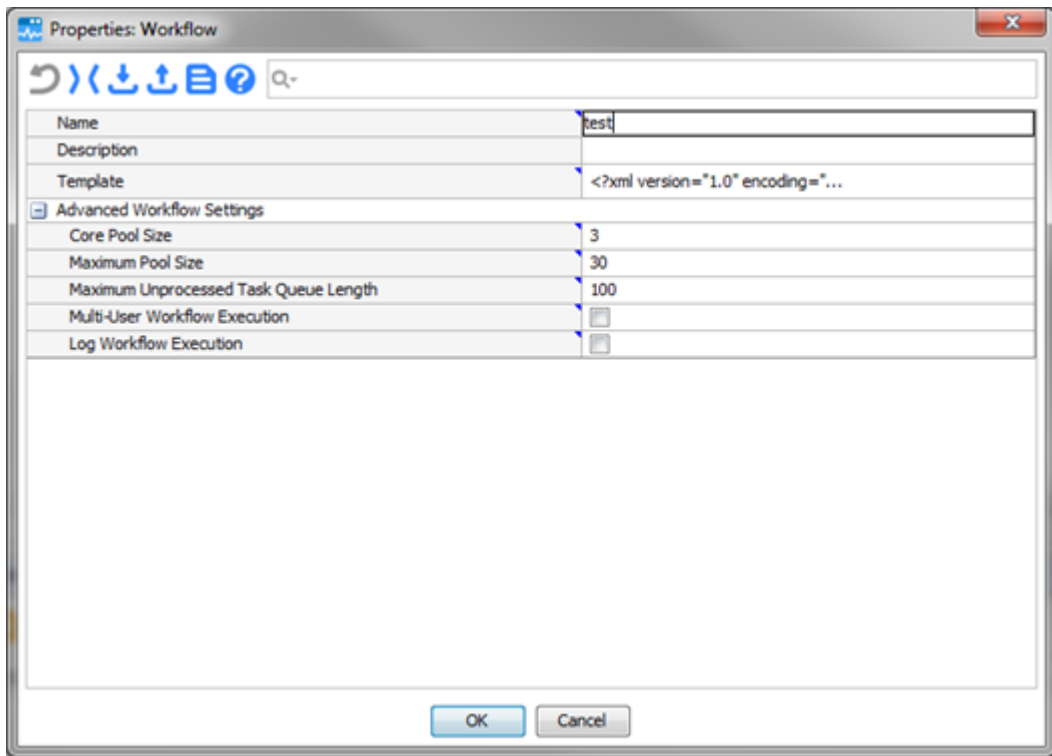 Properties: Workflow
Name test
Description
Template <?xml version="1.0" encoding="...
Advanced Workflow Settings
Core Pool Size 3
Maximum Pool Size 30
Maximum Unprocessed Task Queue Length 100
Multi-User Workflow Execution
Log Workflow Execution
OK Cancel